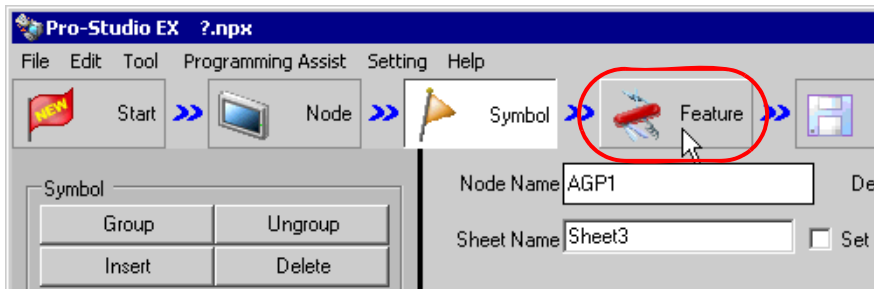 Pro-Studio EX ?.npx
File Edit Tool Programming Assist Setting Help
NEW Start Node Symbol Feature
Symbol
Node Name AGP1 De
Group Ungroup
Sheet Name Sheet3 Set
Insert Delete